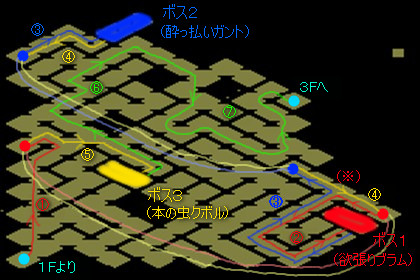 ボス２
(酔っ払いガント)
③
④
⑥
３Fへ
⑦
⑤
ボス３
(本の虫クボル)
(※)
①
③
④
②
ボス1
(欲張りプラム)
１Fより